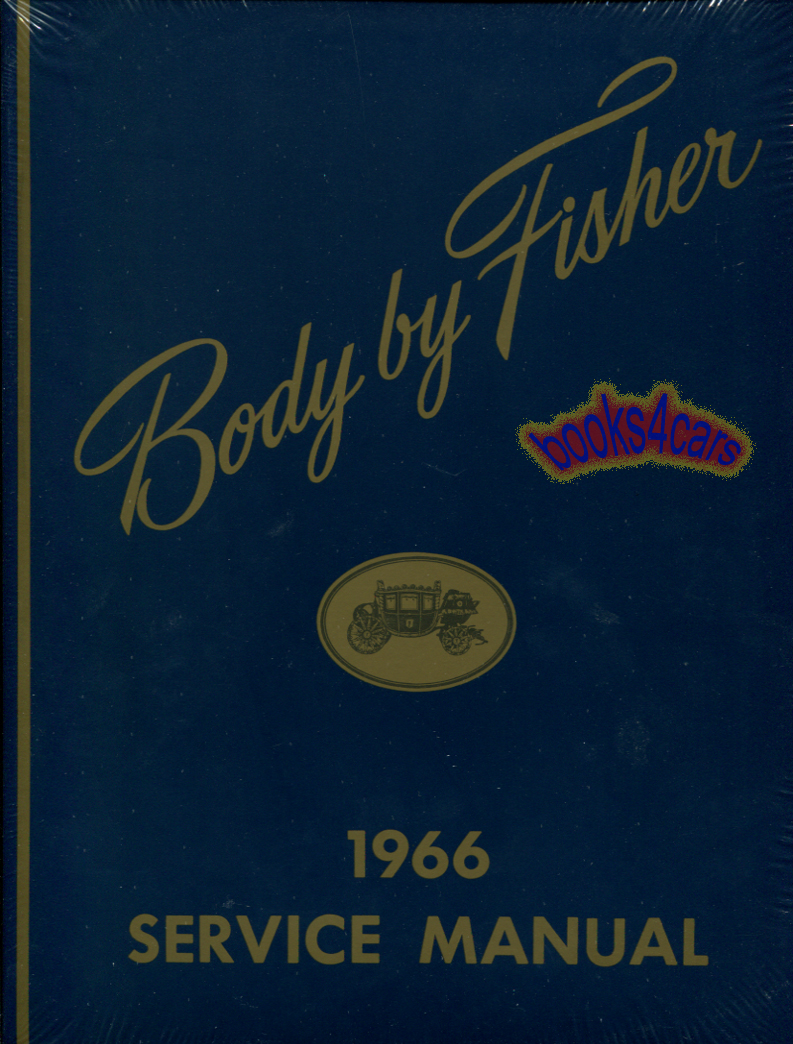 Body by Fisher
books4cars
1966
SERVICE MANUAL